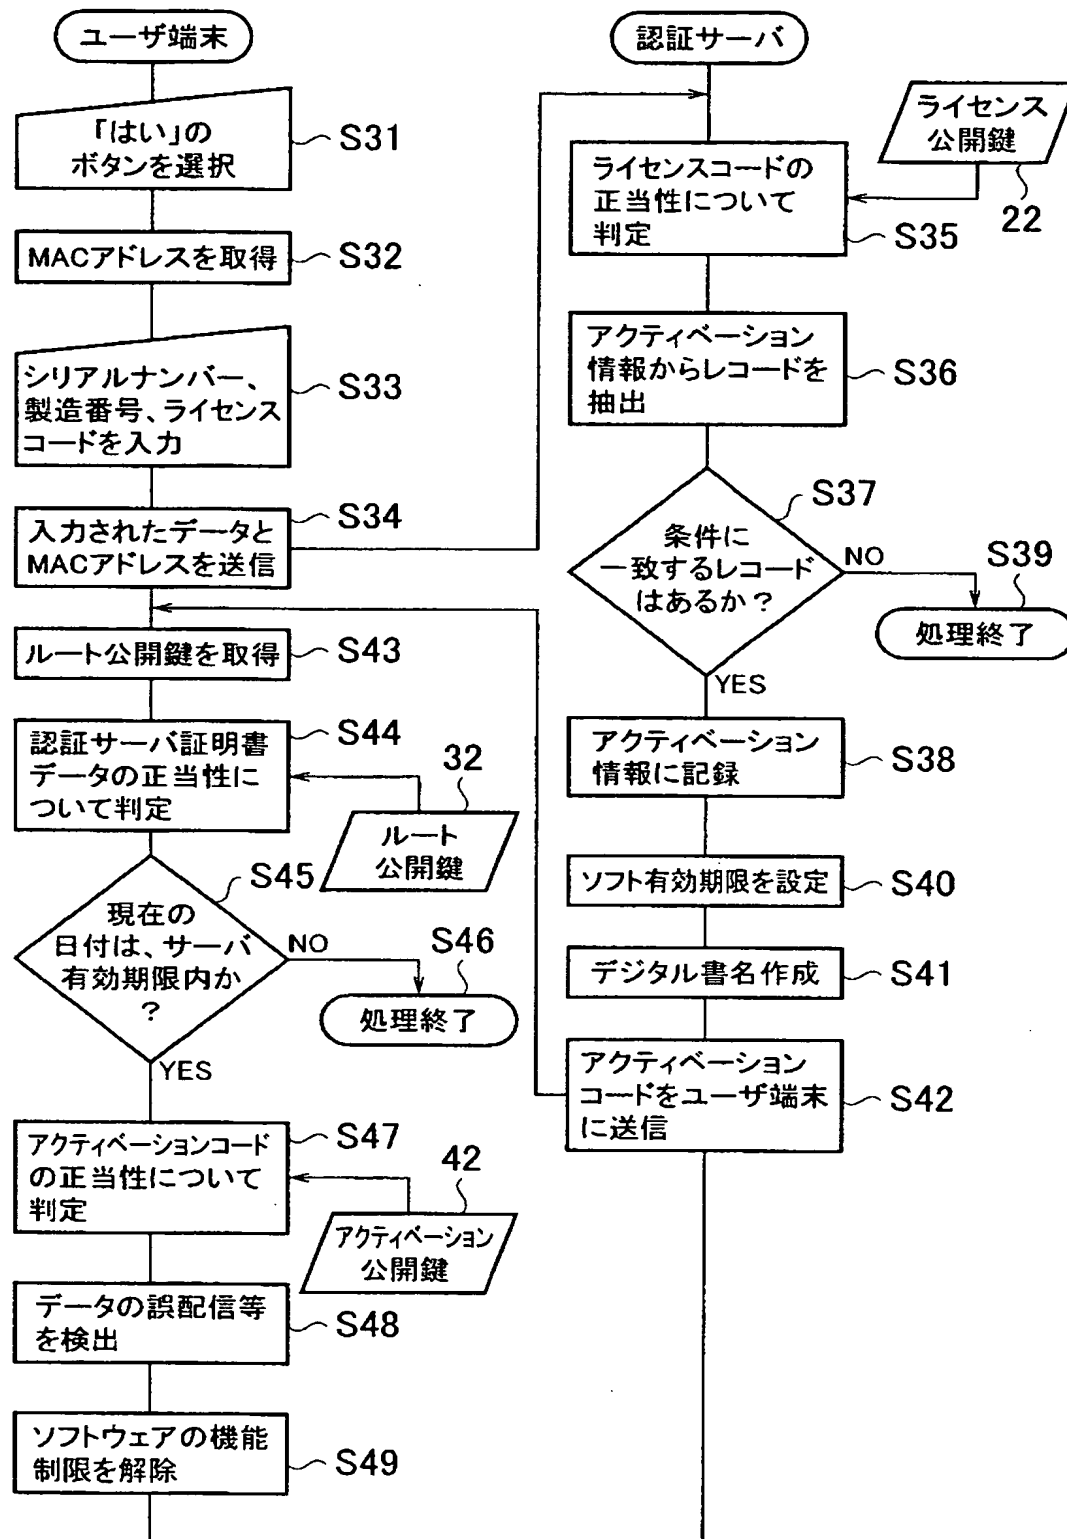 ユーザ端末
「はい」の
ボタンを選択
S31
MACアドレスを取得
S32
シリアルナンバー、
製造番号、ライセンス
コードを入力
S33
入力されたデータと
MACアドレスを送信
S34
ルート公開鍵を取得
S43
認証サーバ証明書
データの正当性に
ついて判定
S44
32
ルート
公開鍵
現在の
日付は、サーバ
有効期限内か
?
S45
NO
S46
処理終了
YES
アクティベーションコード
の正当性について
判定
S47
42
アクティベーション
公開鍵
データの誤配信等
を検出
S48
ソフトウェアの機能
制限を解除
S49
認証サーバ
ライセンス
公開鍵
22
ライセンスコードの
正当性について
判定
S35
アクティベーション
情報からレコードを
抽出
S36
条件に
一致するレコード
はあるか?
S37
NO
S39
処理終了
YES
アクティベーション
情報に記録
S38
ソフト有効期限を設定
S40
デジタル書名作成
S41
アクティベーション
コードをユーザ端末
に送信
S42